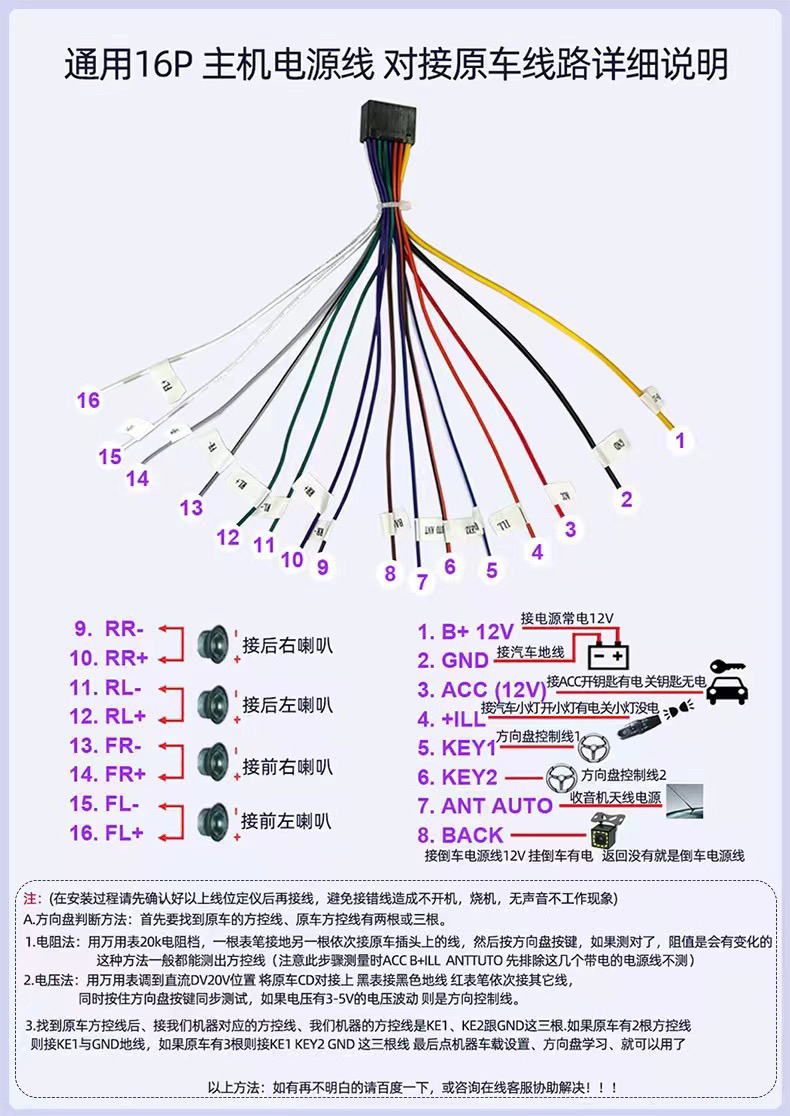 通用16P 主机电源线 对接原车线路详细说明
ILL
16
15
14
13
12
11
10
9
8
7
6
5
4
3
2
1
9. RR-
10. RR+
接后右喇叭
11. RL-
12. RL+
接后左喇叭
13. FR-
14. FR+
接前右喇叭
15. FL-
16. FL+
接前左喇叭
1. B+ 12V 接电源常电12V
2. GND 接汽车地线
3. ACC (12V) 接ACC开钥匙有电 关钥匙无电
4. +ILL 接汽车小灯开小灯有电关小灯没电
5. KEY1 方向盘控制线1
6. KEY2 方向盘控制线2
7. ANT AUTO 收音机天线电源
8. BACK
接倒车电源线12V 挂倒车有电 返回没有就是倒车电源线
注: (在安装过程请先确认好以上线位定仪后再接线，避免接错线造成不开机，烧机，无声音不工作现象)
A.方向盘判断方法：首先要找到原车的方控线、原车方控线有两根或三根。
1.电阻法：用万用表20k电阻档，一根表笔接地另一根依次接原车插头上的线，然后按方向盘按键，如果测对了，阻值是会有变化的
这种方法一般都能测出方控线（注意此步骤测量时ACC B+ILL ANTTUTO 先排除这几个带电的电源线不测）
2.电压法：用万用表调到直流DV20V位置 将原车CD对接上 黑表接黑色地线 红表笔依次接其它线，
同时按住方向盘按键同步测试，如果电压有3-5V的电压波动 则是方向控制线。
3.找到原车方控线后、接我们机器对应的方控线、我们机器的方控线是KE1、KE2跟GND这三根.如果原车有2根方控线
则接KE1与GND地线，如果原车有3根则接KE1 KEY2 GND 这三根线 最后点机器车载设置、方向盘学习、就可以用了
以上方法：如有再不明白的请百度一下，或咨询在线客服协助解决！！！